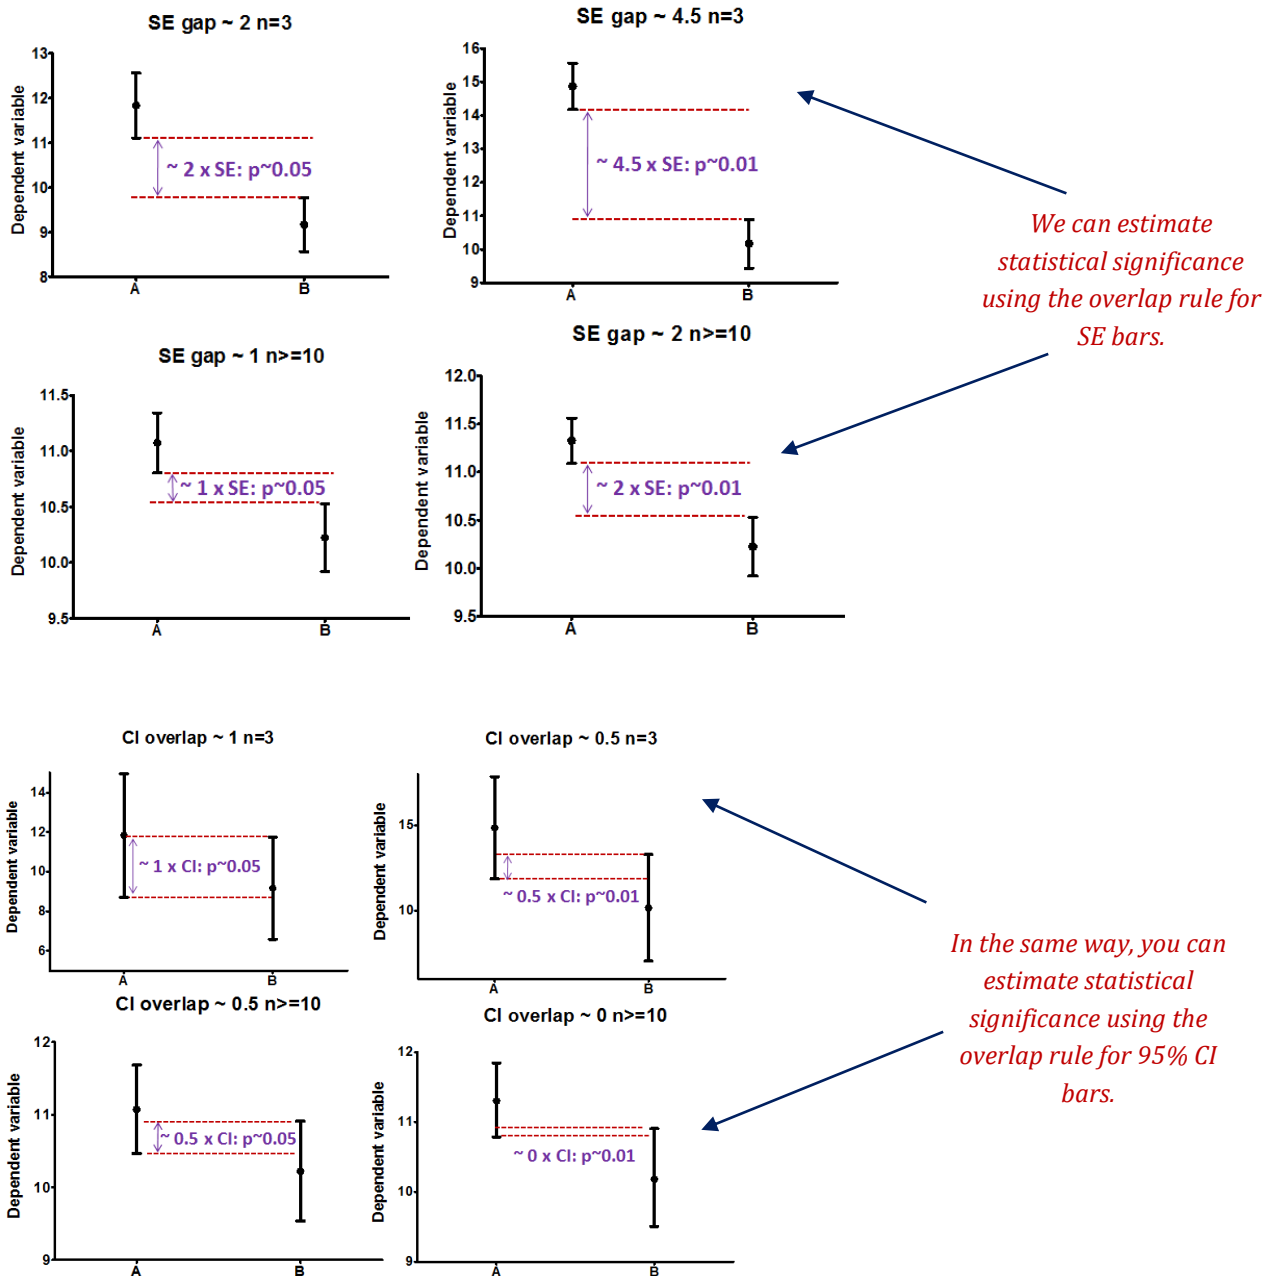 SE gap ~ 2 n=3
13
12
11
10
9
8
Dependent variable
~ 2 x SE: p~0.05
A
B
SE gap ~ 4.5 n=3
16
15
14
13
12
11
10
9
Dependent variable
~ 4.5 x SE: p~0.01
A
B
We can estimate
statistical significance
using the overlap rule for
SE bars.
SE gap ~ 1 n>=10
11.5
11.0
10.5
10.0
9.5
Dependent variable
~ 1 x SE: p~0.05
A
B
SE gap ~ 2 n>=10
12.0
11.5
11.0
10.5
10.0
9.5
Dependent variable
~ 2 x SE: p~0.01
A
B
CI overlap ~ 1 n=3
14
12
10
8
6
Dependent variable
~ 1 x CI: p~0.05
A
B
CI overlap ~ 0.5 n=3
15
10
Dependent variable
~ 0.5 x CI: p~0.01
A
B
In the same way, you can
estimate statistical
significance using the
overlap rule for 95% CI
bars.
CI overlap ~ 0.5 n>=10
12
11
10
9
Dependent variable
~ 0.5 x CI: p~0.05
A
B
CI overlap ~ 0 n>=10
12
11
10
9
Dependent variable
~ 0 x CI: p~0.01
A
B